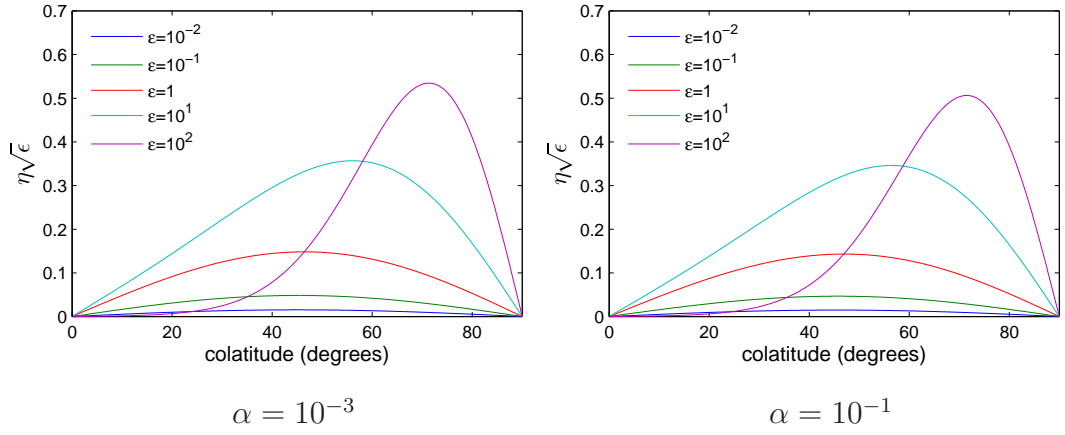 0.7
0.6
0.5
0.4
0.3
0.2
0.1
0
η√ϵ
ε=10⁻²
ε=10⁻¹
ε=1
ε=10¹
ε=10²
0 20 40 60 80
colatitude (degrees)
α = 10⁻³
0.7
0.6
0.5
0.4
0.3
0.2
0.1
0
η√ϵ
ε=10⁻²
ε=10⁻¹
ε=1
ε=10¹
ε=10²
0 20 40 60 80
colatitude (degrees)
α = 10⁻¹